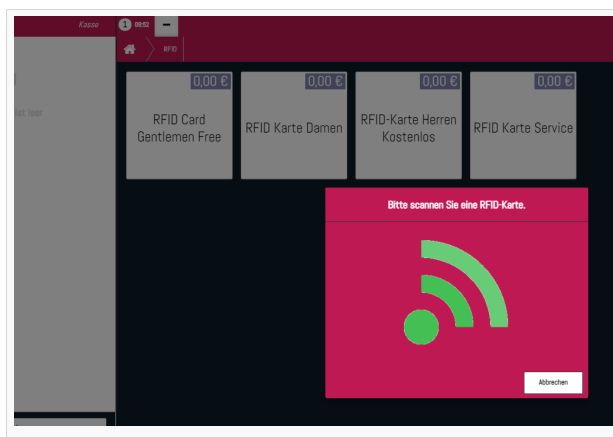 Kasse
1 08:52
RFID
ist leer
0,00 €
RFID Card
Gentlemen Free
0,00 €
RFID Karte Damen
0,00 €
RFID-Karte Herren
Kostenlos
0,00 €
RFID Karte Service
Bitte scannen Sie eine RFID-Karte.
Abbrechen